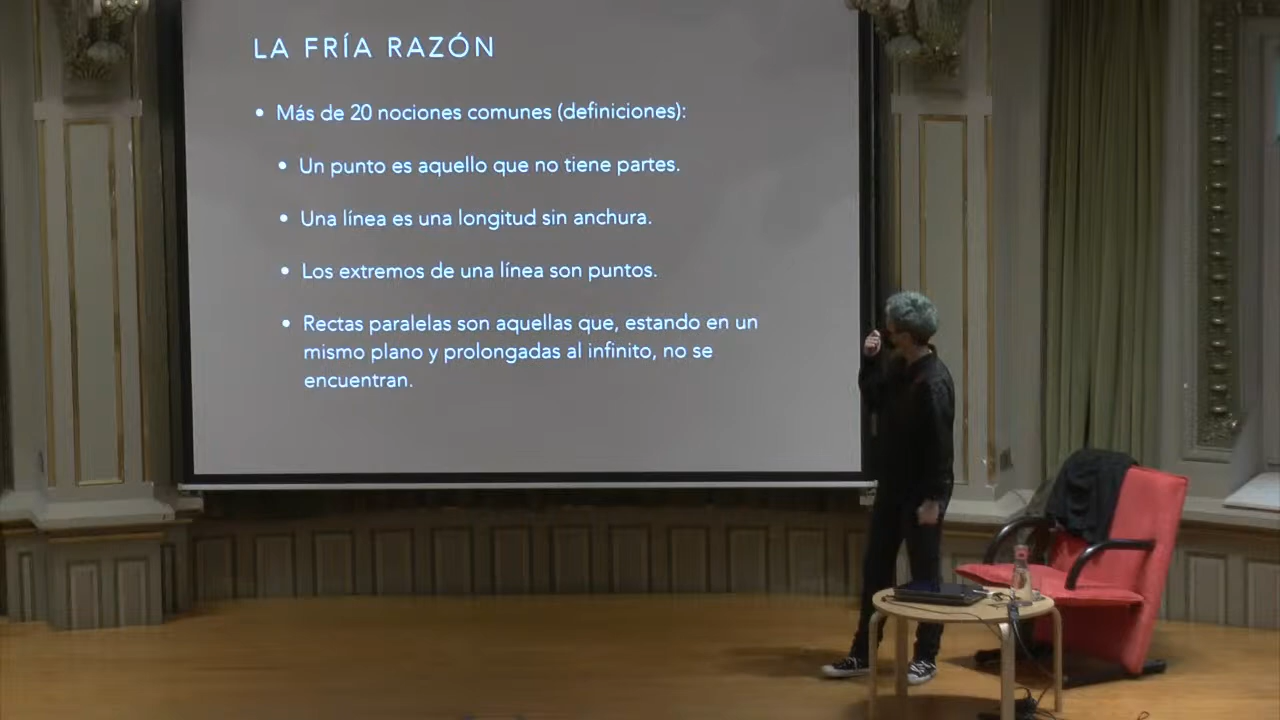 LA FRÍA RAZÓN
• Más de 20 nociones comunes (definiciones):
• Un punto es aquello que no tiene partes.
• Una línea es una longitud sin anchura.
• Los extremos de una línea son puntos.
• Rectas paralelas son aquellas que, estando en un
mismo plano y prolongadas al infinito, no se
encuentran.